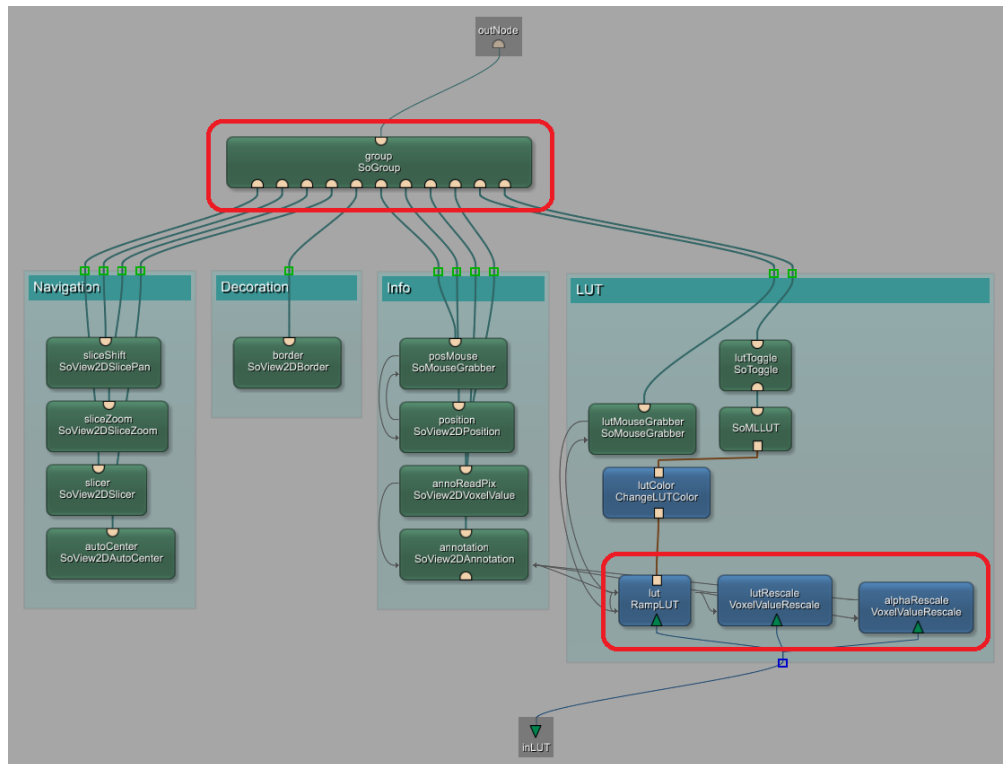 outNode
group
SoGroup
Navigation
sliceShift
SoView2DSlicePan
sliceZoom
SoView2DSliceZoom
slicer
SoView2DSlicer
autoCenter
SoView2DAutoCenter
Decoration
border
SoView2DBorder
Info
posMouse
SoMouseGrabber
position
SoView2DPosition
annoReadPix
SoView2DVoxelValue
annotation
SoView2DAnnotation
LUT
lutToggle
SoToggle
lutMouseGrabber
SoMouseGrabber
SoMLLUT
lutColor
ChangeLUTColor
lut
RampLUT
lutRescale
VoxelValueRescale
alphaRescale
VoxelValueRescale
inLUT